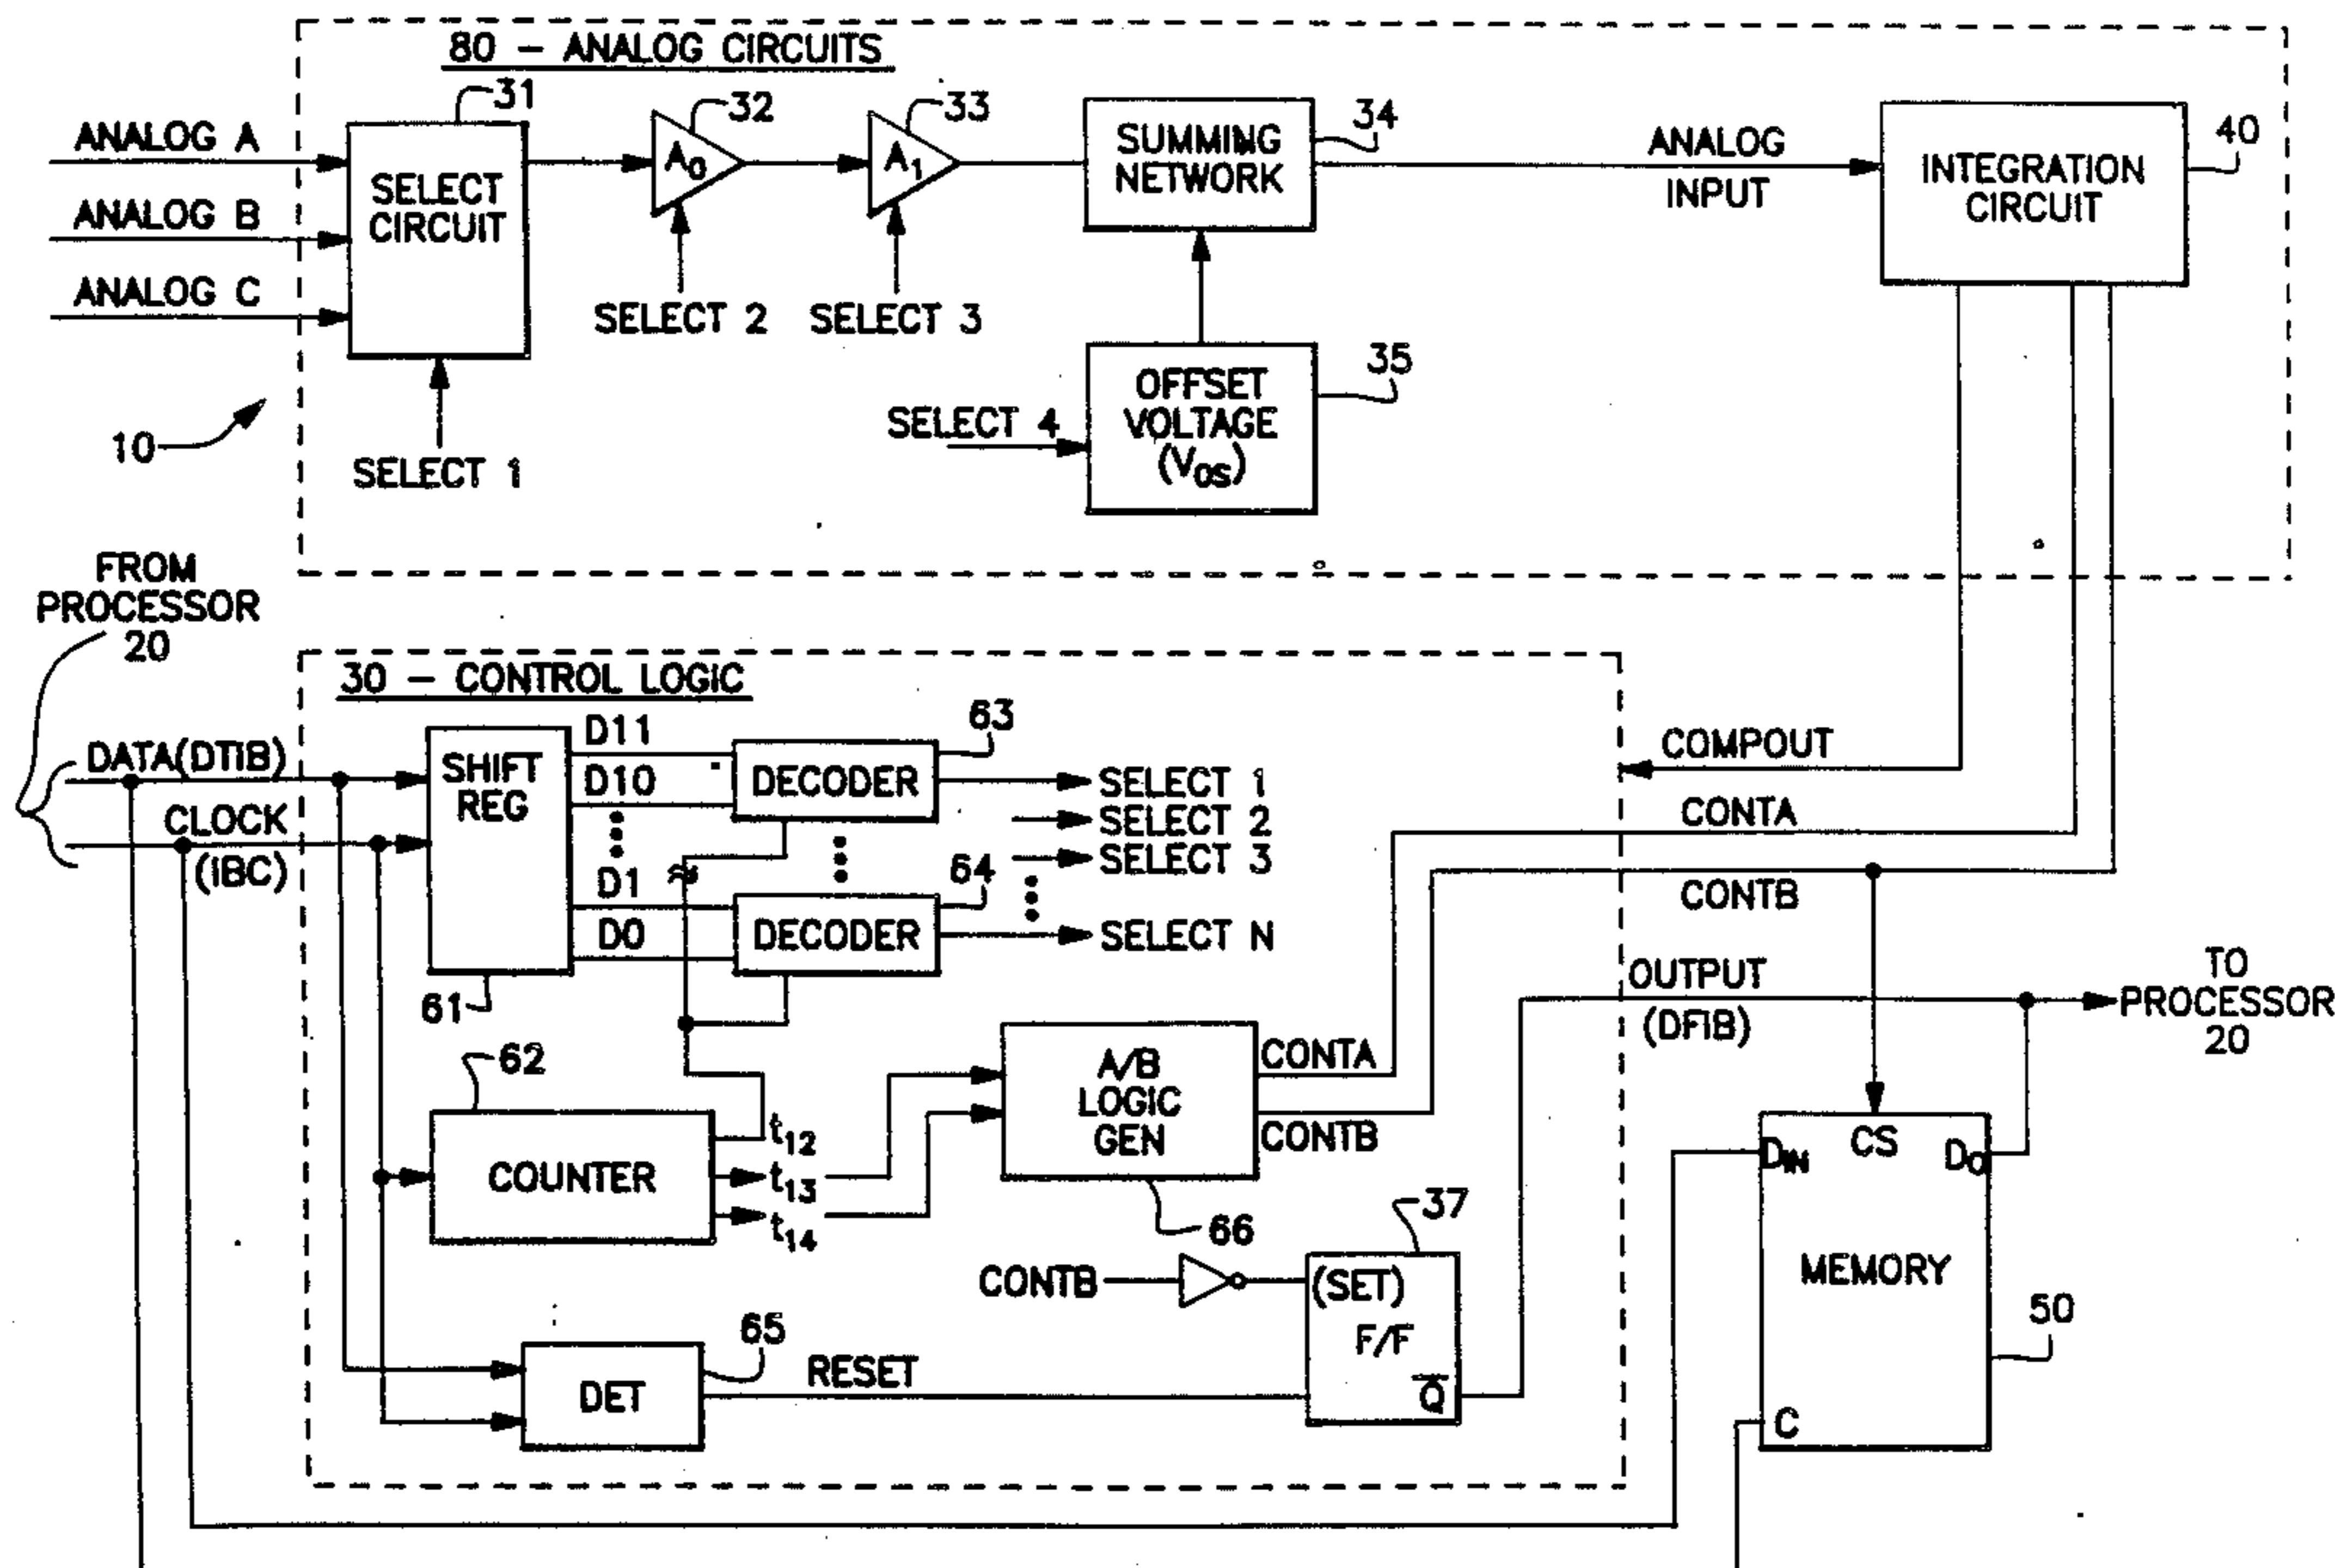 80 - ANALOG CIRCUITS
31
32
33
34
40
ANALOG A
ANALOG B
ANALOG C
SELECT
CIRCUIT
A0
A1
SUMMING
NETWORK
ANALOG
INPUT
INTEGRATION
CIRCUIT
SELECT 2
SELECT 3
10
SELECT 1
SELECT 4
OFFSET
VOLTAGE
(VOS)
35
FROM
PROCESSOR
20
30 - CONTROL LOGIC
DATA(DTIB)
CLOCK
(IBC)
SHIFT
REG
61
D11
D10
D1
D0
DECODER
63
DECODER
64
SELECT 1
SELECT 2
SELECT 3
SELECT N
COMPOUT
CONTA
CONTB
OUTPUT
(DFIB)
TO
PROCESSOR
20
62
COUNTER
t12
t13
t14
A/B
LOGIC
GEN
66
CONTA
CONTB
CONTB
37
(SET)
F/F
Q̅
65
DET
RESET
DIN
CS
DO
MEMORY
C
50